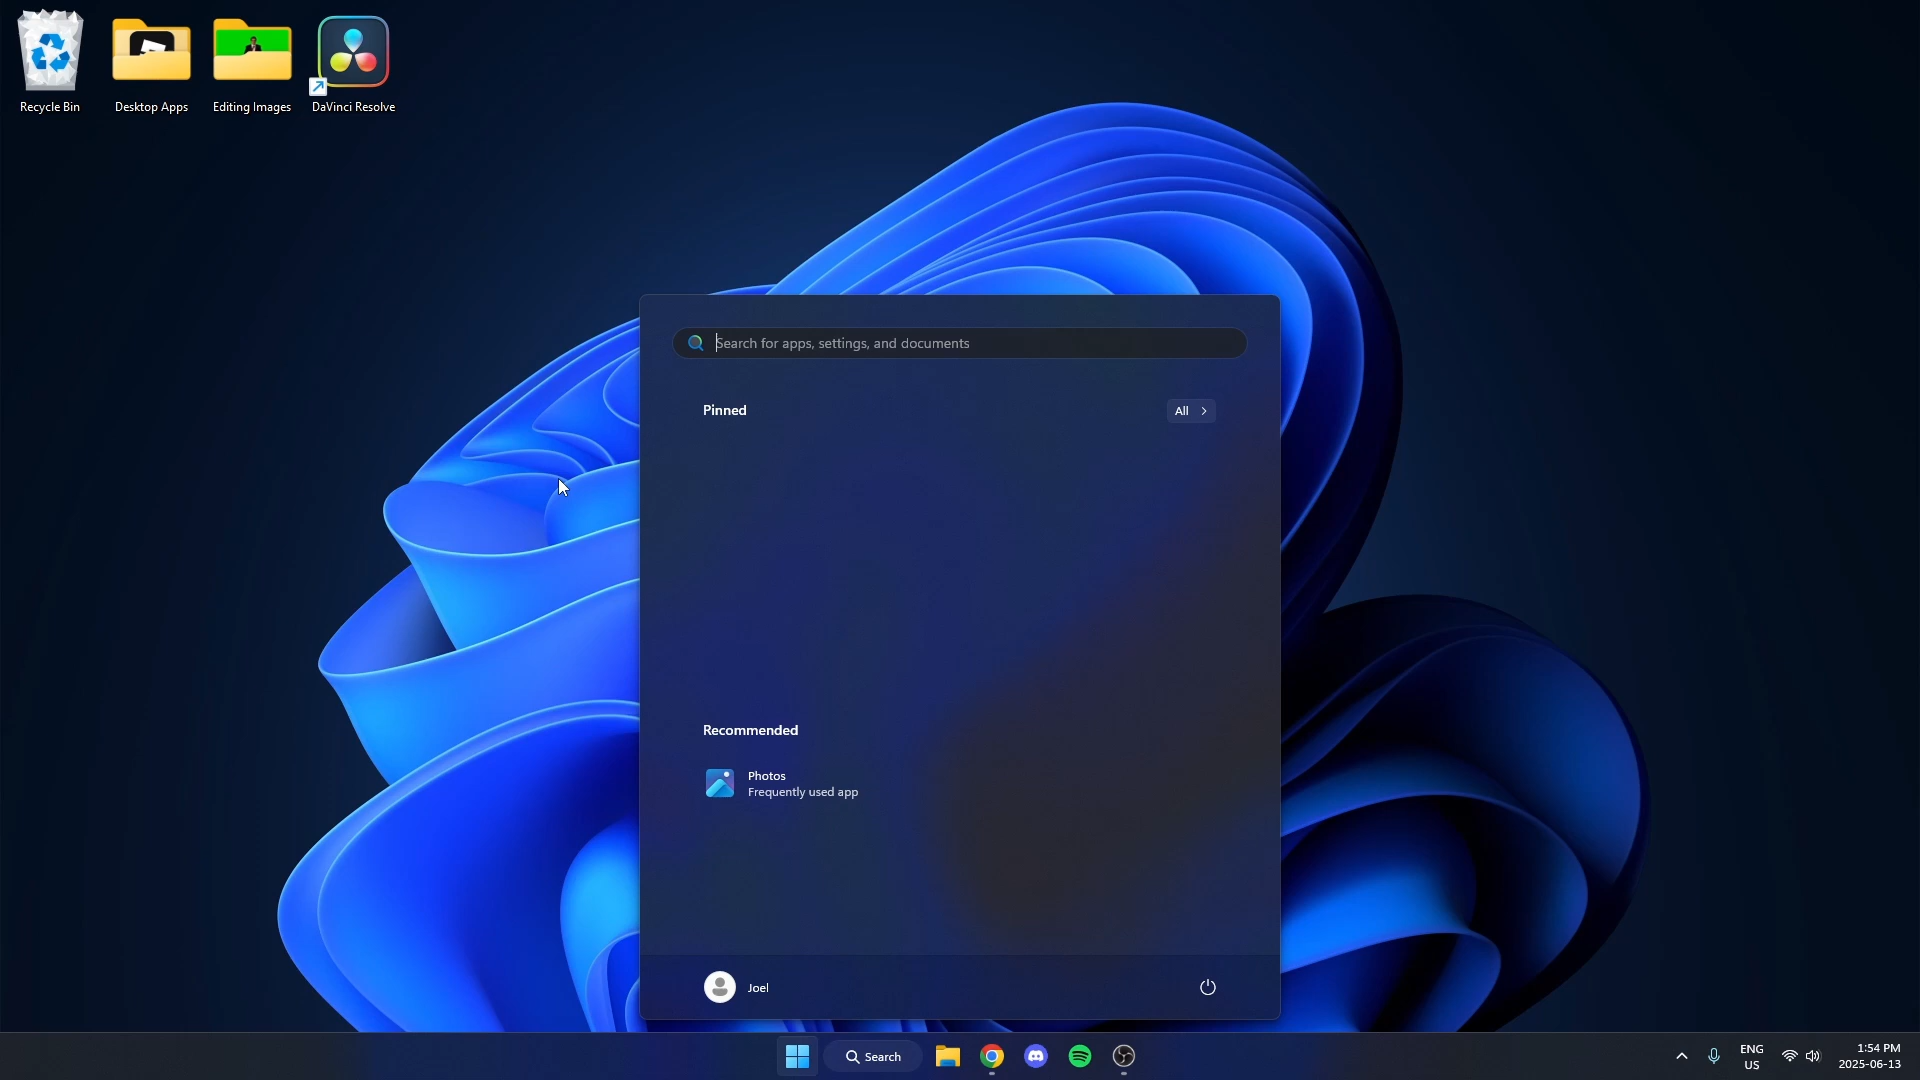 Recycle Bin
Desktop Apps
Editing Images
DaVinci Resolve
Search for apps, settings, and documents
Pinned
All
Recommended
Photos
Frequently used app
Joel
Search
ENG
US
1:54 PM
2025-06-13